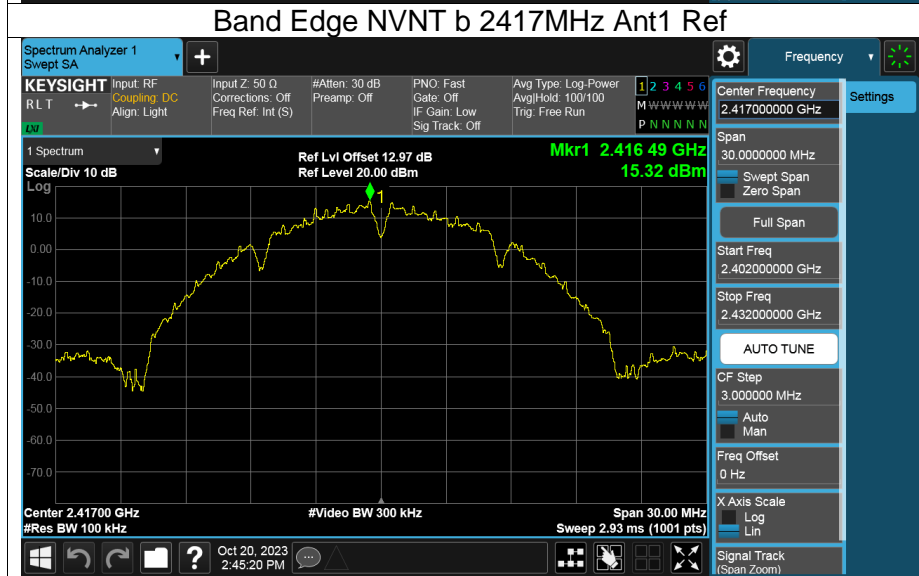 Band Edge NVNT b 2417MHz Ant1 Ref
Spectrum Analyzer 1
Swept SA
+
Frequency
KEYSIGHT
RLT
LXI
Input: RF
Coupling: DC
Align: Light
Input Z: 50 Ω
Corrections: Off
Freq Ref: Int (S)
#Atten: 30 dB
Preamp: Off
PNO: Fast
Gate: Off
IF Gain: Low
Sig Track: Off
Avg Type: Log-Power
Avg|Hold: 100/100
Trig: Free Run
1 2 3 4 5 6
M W W W W W
P N N N N N
1 Spectrum
Scale/Div 10 dB
Log
Ref Lvl Offset 12.97 dB
Ref Level 20.00 dBm
Mkr1 2.416 49 GHz
15.32 dBm
1
10.0
0.00
-10.0
-20.0
-30.0
-40.0
-50.0
-60.0
-70.0
Center 2.41700 GHz
#Res BW 100 kHz
#Video BW 300 kHz
Span 30.00 MHz
Sweep 2.93 ms (1001 pts)
?
Oct 20, 2023
2:45:20 PM
Center Frequency
2.417000000 GHz
Span
30.0000000 MHz
Swept Span
Zero Span
Full Span
Start Freq
2.402000000 GHz
Stop Freq
2.432000000 GHz
AUTO TUNE
CF Step
3.000000 MHz
Auto
Man
Freq Offset
0 Hz
X Axis Scale
Log
Lin
Signal Track
(Span Zoom)
Settings